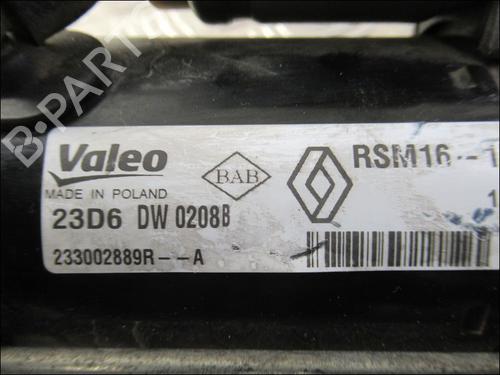 B-PARTS
Valeo
MADE IN POLAND
BAB
RSM16
23D6 DW 0208B
233002889R--A